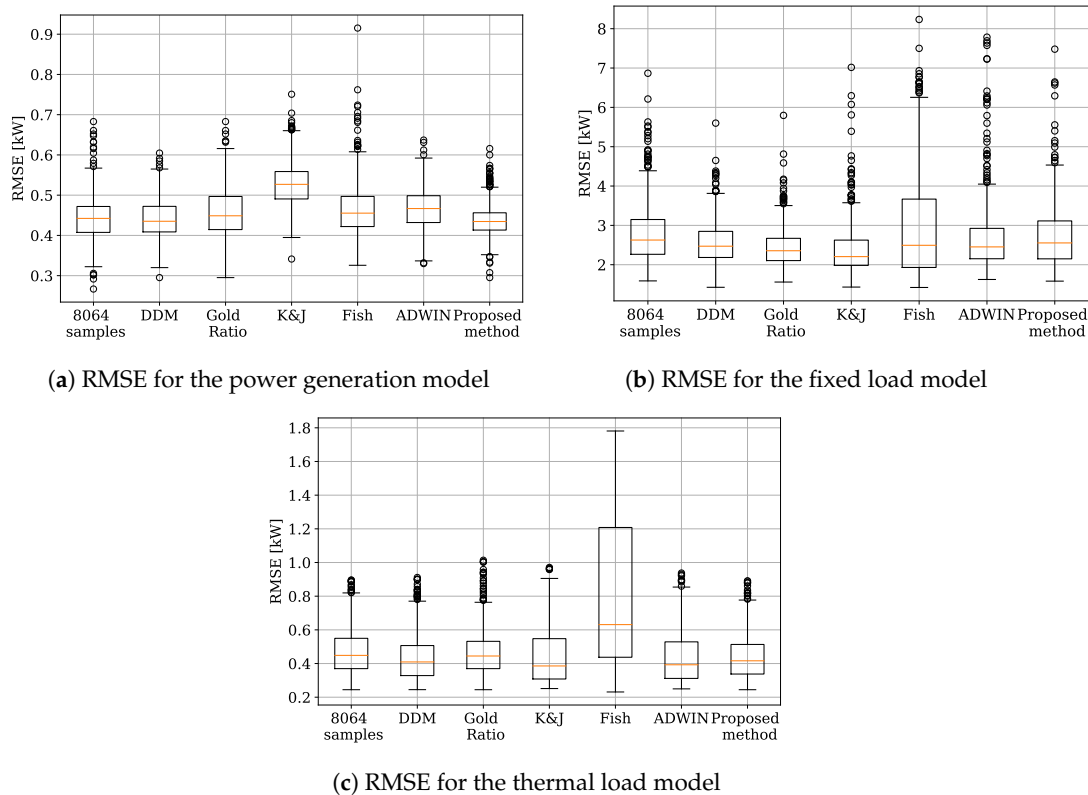 0.9
0.8
0.7
0.6
0.5
0.4
0.3
RMSE [kW]
8064 DDM Gold K&J Fish ADWIN Proposed
samples Ratio method
(a) RMSE for the power generation model
8
7
6
5
4
3
2
RMSE [kW]
8064 DDM Gold K&J Fish ADWIN Proposed
samples Ratio method
(b) RMSE for the fixed load model
1.8
1.6
1.4
1.2
1.0
0.8
0.6
0.4
0.2
RMSE [kW]
8064 DDM Gold K&J Fish ADWIN Proposed
samples Ratio method
(c) RMSE for the thermal load model